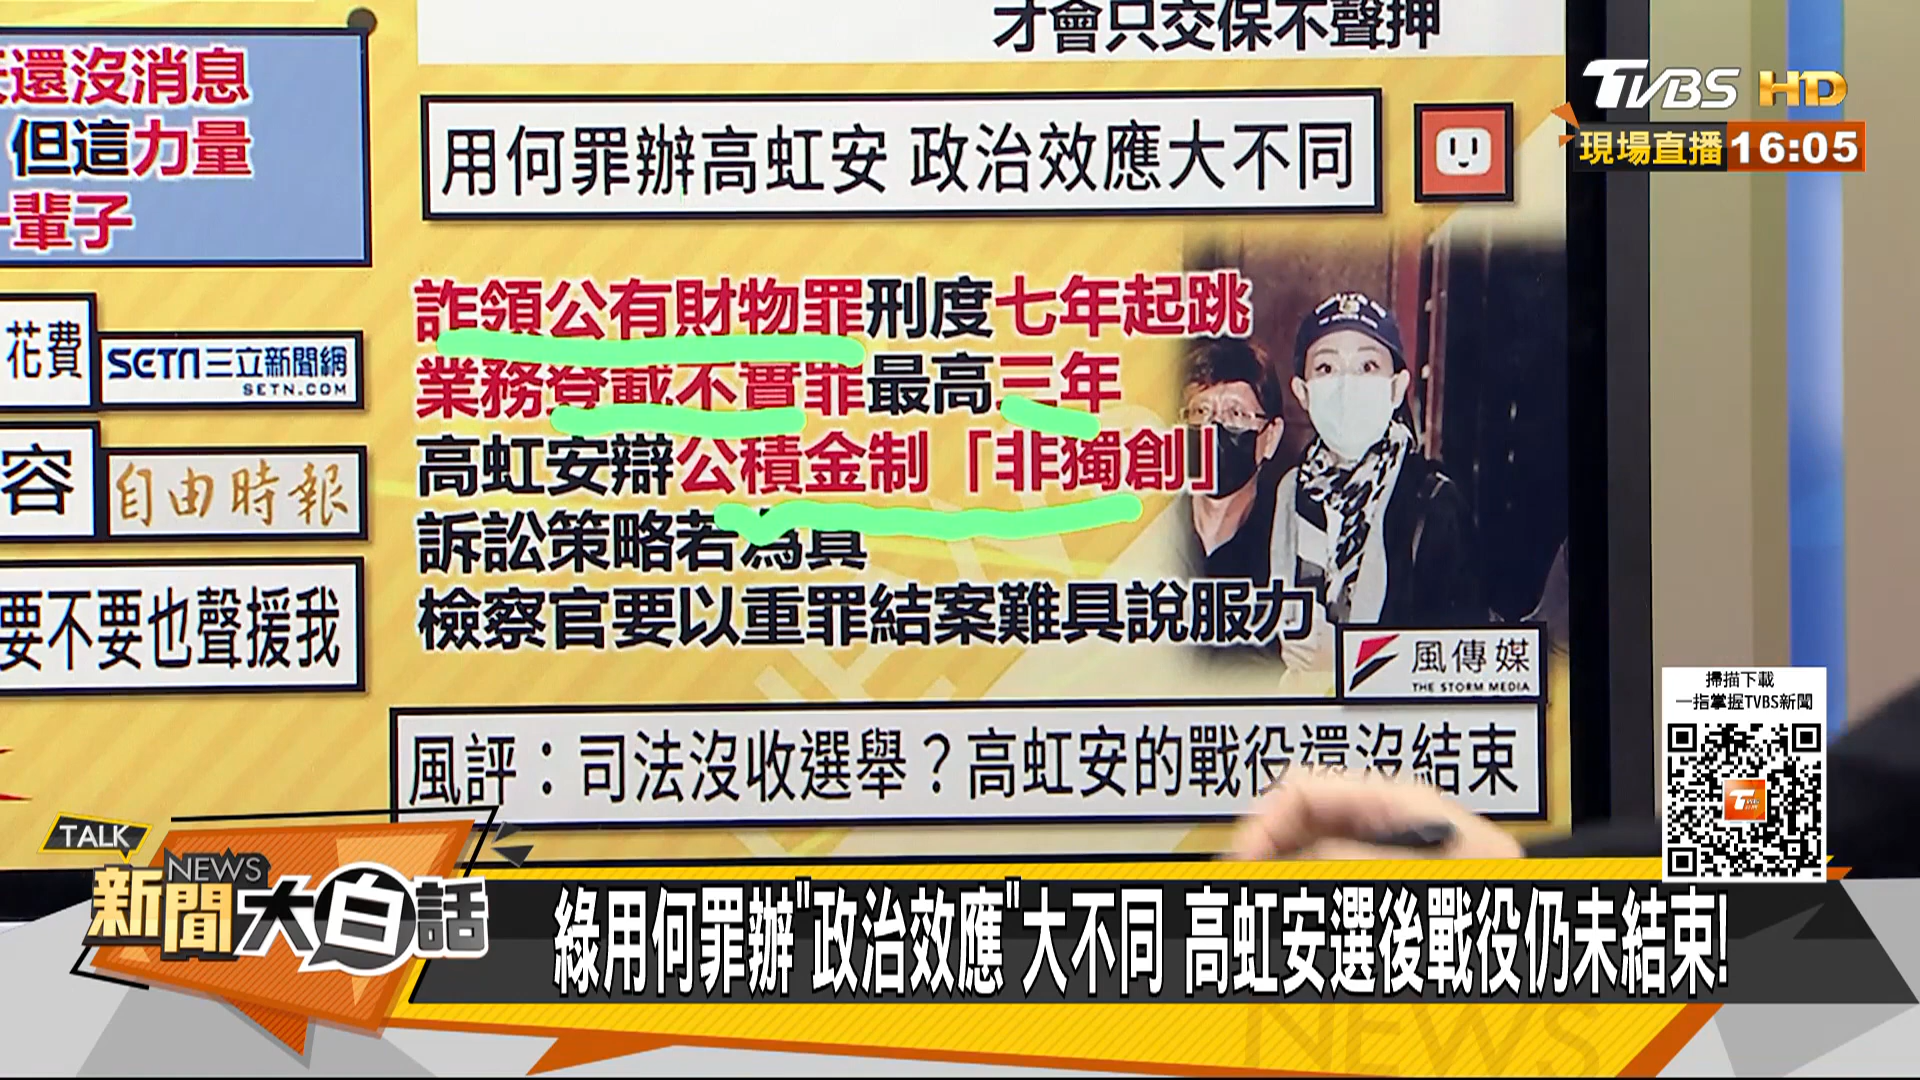 才會只交保不聲押
還沒消息
但這力量
一輩子
用何罪辦高虹安 政治效應大不同
詐領公有財物罪刑度七年起跳
業務登載不實罪最高三年
高虹安辯公積金制「非獨創」
訴訟策略若為真
檢察官要以重罪結案難具說服力
風傳媒
THE STORM MEDIA
風評：司法沒收選舉？高虹安的戰役還沒結束
花費
SETN三立新聞網
SETN.COM
容
自由時報
要不要也聲援我
TVBS HD
現場直播 16:05
掃描下載
一指掌握TVBS新聞
TALK
NEWS
新聞大白話
綠用何罪辦"政治效應"大不同 高虹安選後戰役仍未結束!
NEWS